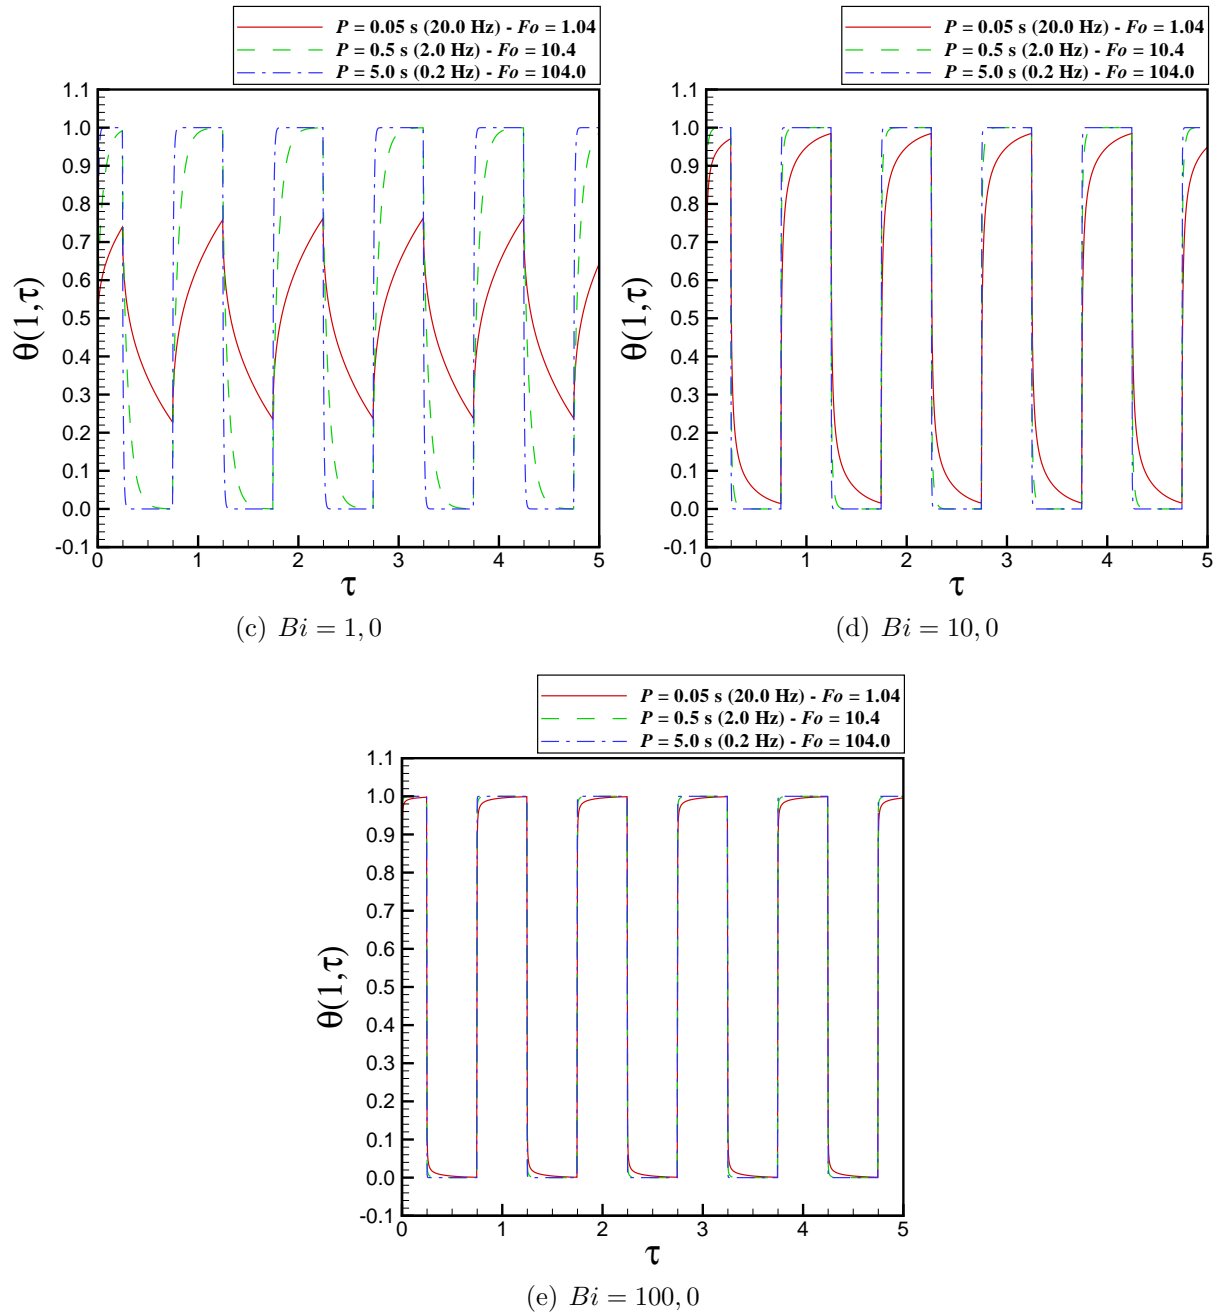 P = 0.05 s (20.0 Hz) - Fo = 1.04
P = 0.5 s (2.0 Hz) - Fo = 10.4
P = 5.0 s (0.2 Hz) - Fo = 104.0
1.1
1.0
0.9
0.8
0.7
0.6
0.5
0.4
0.3
0.2
0.1
0.0
-0.1
θ(1,τ)
0 1 2 3 4 5
τ
(c) Bi = 1,0
P = 0.05 s (20.0 Hz) - Fo = 1.04
P = 0.5 s (2.0 Hz) - Fo = 10.4
P = 5.0 s (0.2 Hz) - Fo = 104.0
1.1
1.0
0.9
0.8
0.7
0.6
0.5
0.4
0.3
0.2
0.1
0.0
-0.1
θ(1,τ)
0 1 2 3 4 5
τ
(d) Bi = 10,0
P = 0.05 s (20.0 Hz) - Fo = 1.04
P = 0.5 s (2.0 Hz) - Fo = 10.4
P = 5.0 s (0.2 Hz) - Fo = 104.0
1.1
1.0
0.9
0.8
0.7
0.6
0.5
0.4
0.3
0.2
0.1
0.0
-0.1
θ(1,τ)
0 1 2 3 4 5
τ
(e) Bi = 100,0